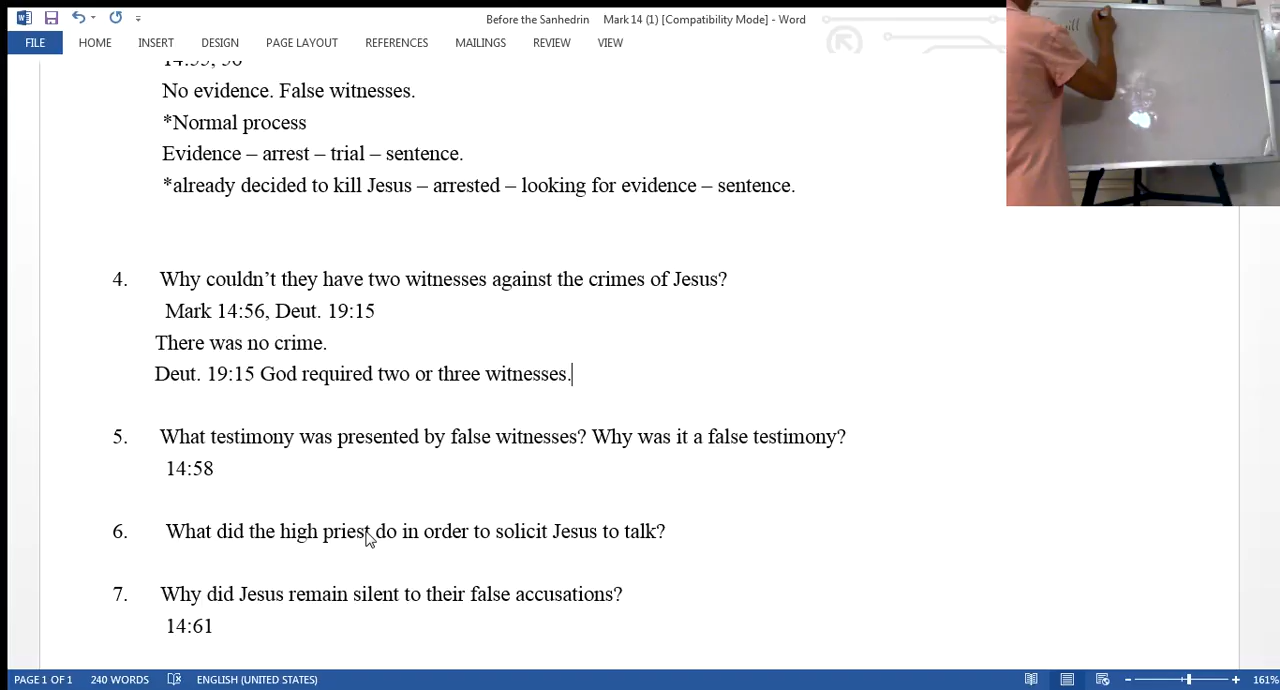 Before the Sanhedrin Mark 14 (1) [Compatibility Mode] - Word
FILE HOME INSERT DESIGN PAGE LAYOUT REFERENCES MAILINGS REVIEW VIEW
No evidence. False witnesses.
*Normal process
Evidence – arrest – trial – sentence.
*already decided to kill Jesus – arrested – looking for evidence – sentence.
4. Why couldn’t they have two witnesses against the crimes of Jesus?
Mark 14:56, Deut. 19:15
There was no crime.
Deut. 19:15 God required two or three witnesses.
5. What testimony was presented by false witnesses? Why was it a false testimony?
14:58
6. What did the high priest do in order to solicit Jesus to talk?
7. Why did Jesus remain silent to their false accusations?
14:61
PAGE 1 OF 1 240 WORDS ENGLISH (UNITED STATES) 161%